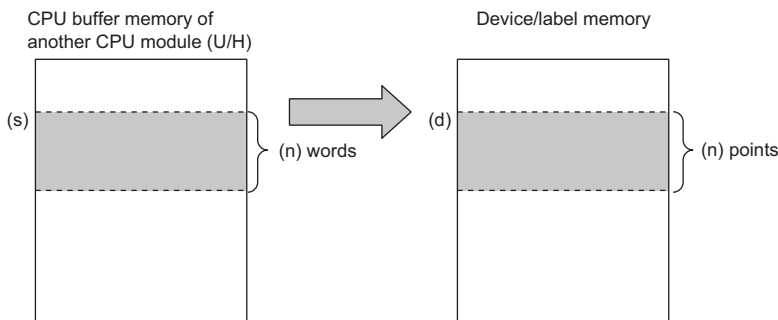 CPU buffer memory of
another CPU module (U/H)
Device/label memory
(s)
(n) words
(d)
(n) points